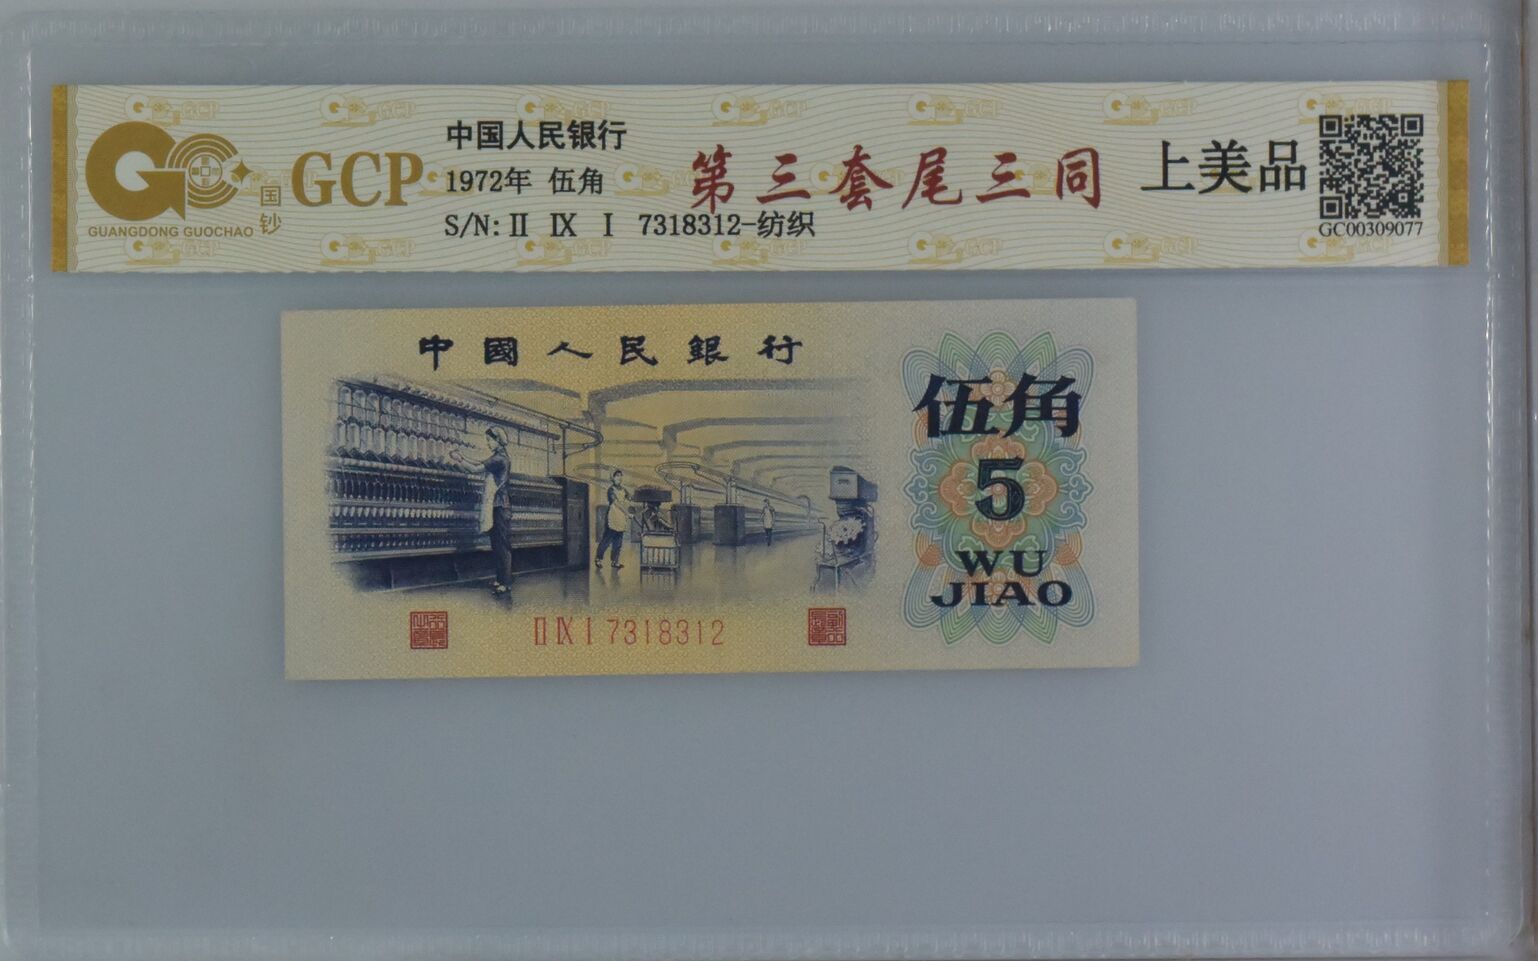 GCP
国钞
GUANGDONG GUOCHAO
中国人民银行
1972年 伍角
S/N: II IX I 7318312-纺织
第三套尾三同
上美品
GC00309077
中國人民銀行
伍角
5
WU
JIAO
II IX I 7318312